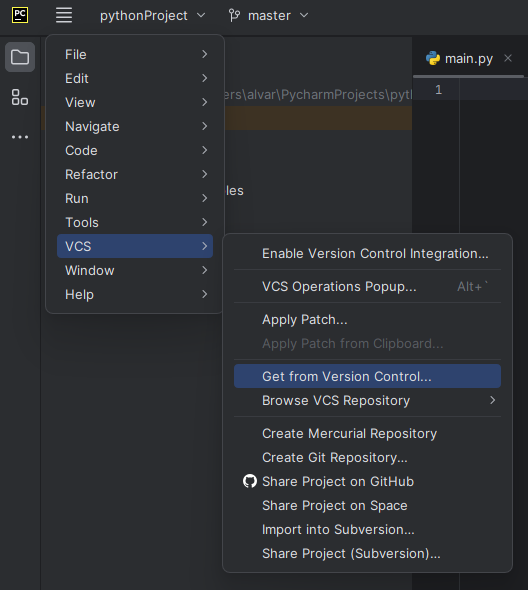 PC
pythonProject
master
File
Edit
View
Navigate
Code
Refactor
Run
Tools
VCS
Window
Help
ers\alvar\PycharmProjects\pyt
les
main.py
1
Enable Version Control Integration...
VCS Operations Popup... Alt+`
Apply Patch...
Apply Patch from Clipboard...
Get from Version Control...
Browse VCS Repository
Create Mercurial Repository
Create Git Repository...
Share Project on GitHub
Share Project on Space
Import into Subversion...
Share Project (Subversion)...